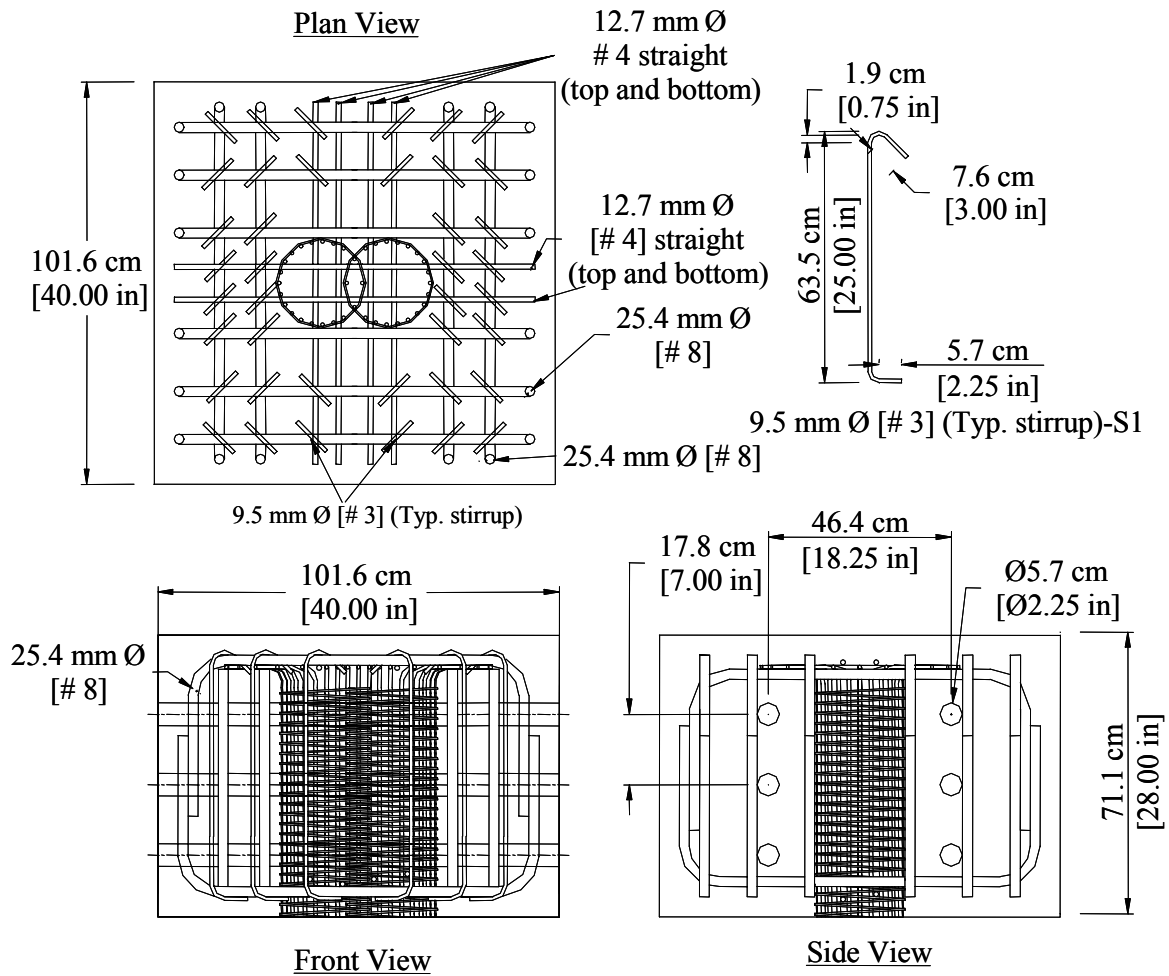 Plan View
12.7 mm Ø
# 4 straight
(top and bottom)
101.6 cm
[40.00 in]
12.7 mm Ø
[# 4] straight
(top and bottom)
25.4 mm Ø
[# 8]
25.4 mm Ø [# 8]
9.5 mm Ø [# 3] (Typ. stirrup)
1.9 cm
[0.75 in]
7.6 cm
[3.00 in]
63.5 cm
[25.00 in]
5.7 cm
[2.25 in]
9.5 mm Ø [# 3] (Typ. stirrup)-S1
101.6 cm
[40.00 in]
25.4 mm Ø
[# 8]
Front View
17.8 cm
[7.00 in]
46.4 cm
[18.25 in]
Ø5.7 cm
[Ø2.25 in]
71.1 cm
[28.00 in]
Side View